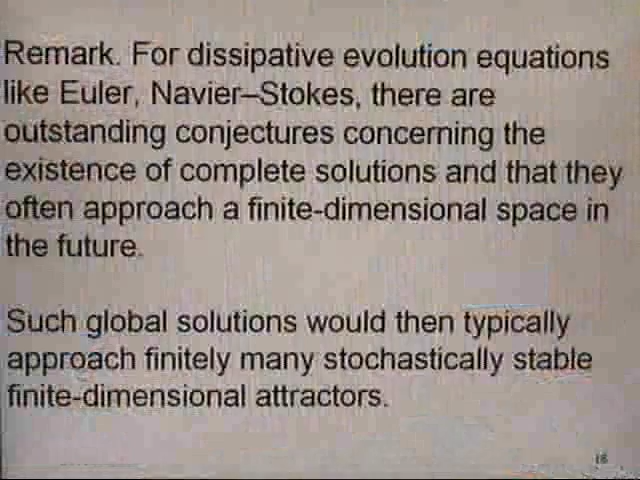 Remark. For dissipative evolution equations
like Euler, Navier–Stokes, there are
outstanding conjectures concerning the
existence of complete solutions and that they
often approach a finite-dimensional space in
the future.
Such global solutions would then typically
approach finitely many stochastically stable
finite-dimensional attractors.
18